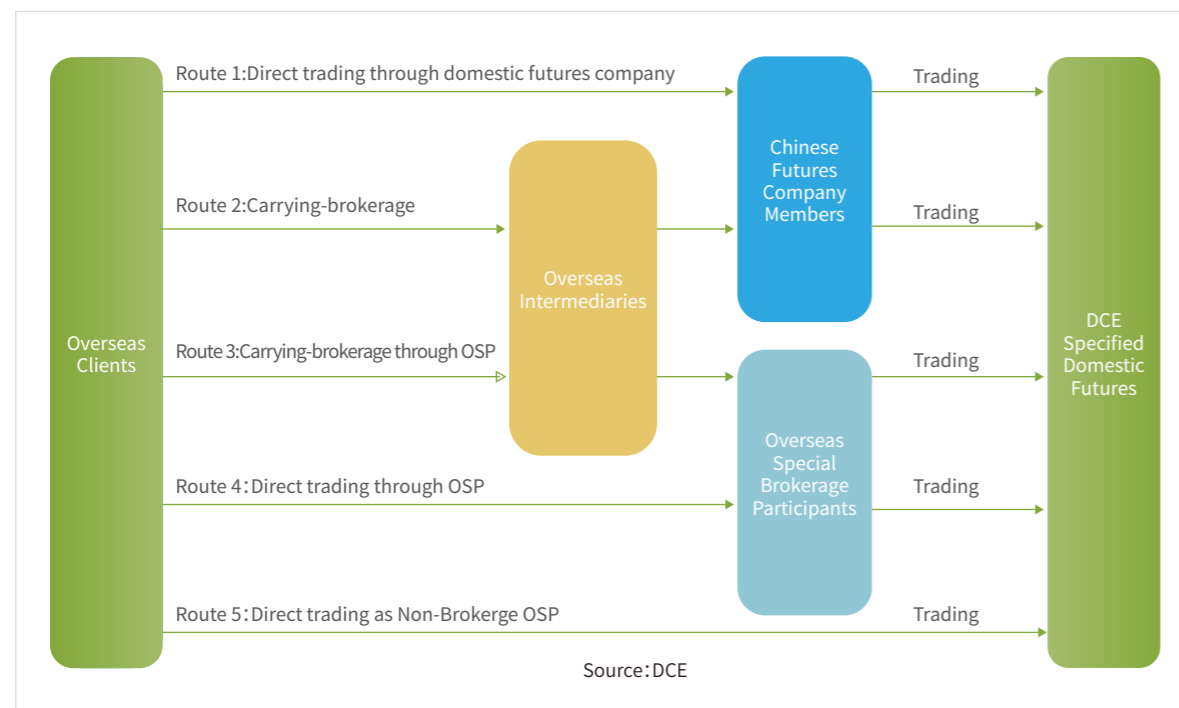 Route 1:Direct trading through domestic futures company
Trading
Chinese
Futures
Company
Members
Route 2:Carrying-brokerage
Trading
Overseas
Intermediaries
Overseas
Clients
Route 3:Carrying-brokerage through OSP
Trading
DCE
Specified
Domestic
Futures
Overseas
Special
Brokerage
Participants
Route 4：Direct trading through OSP
Trading
Route 5：Direct trading as Non-Brokerge OSP
Trading
Source：DCE